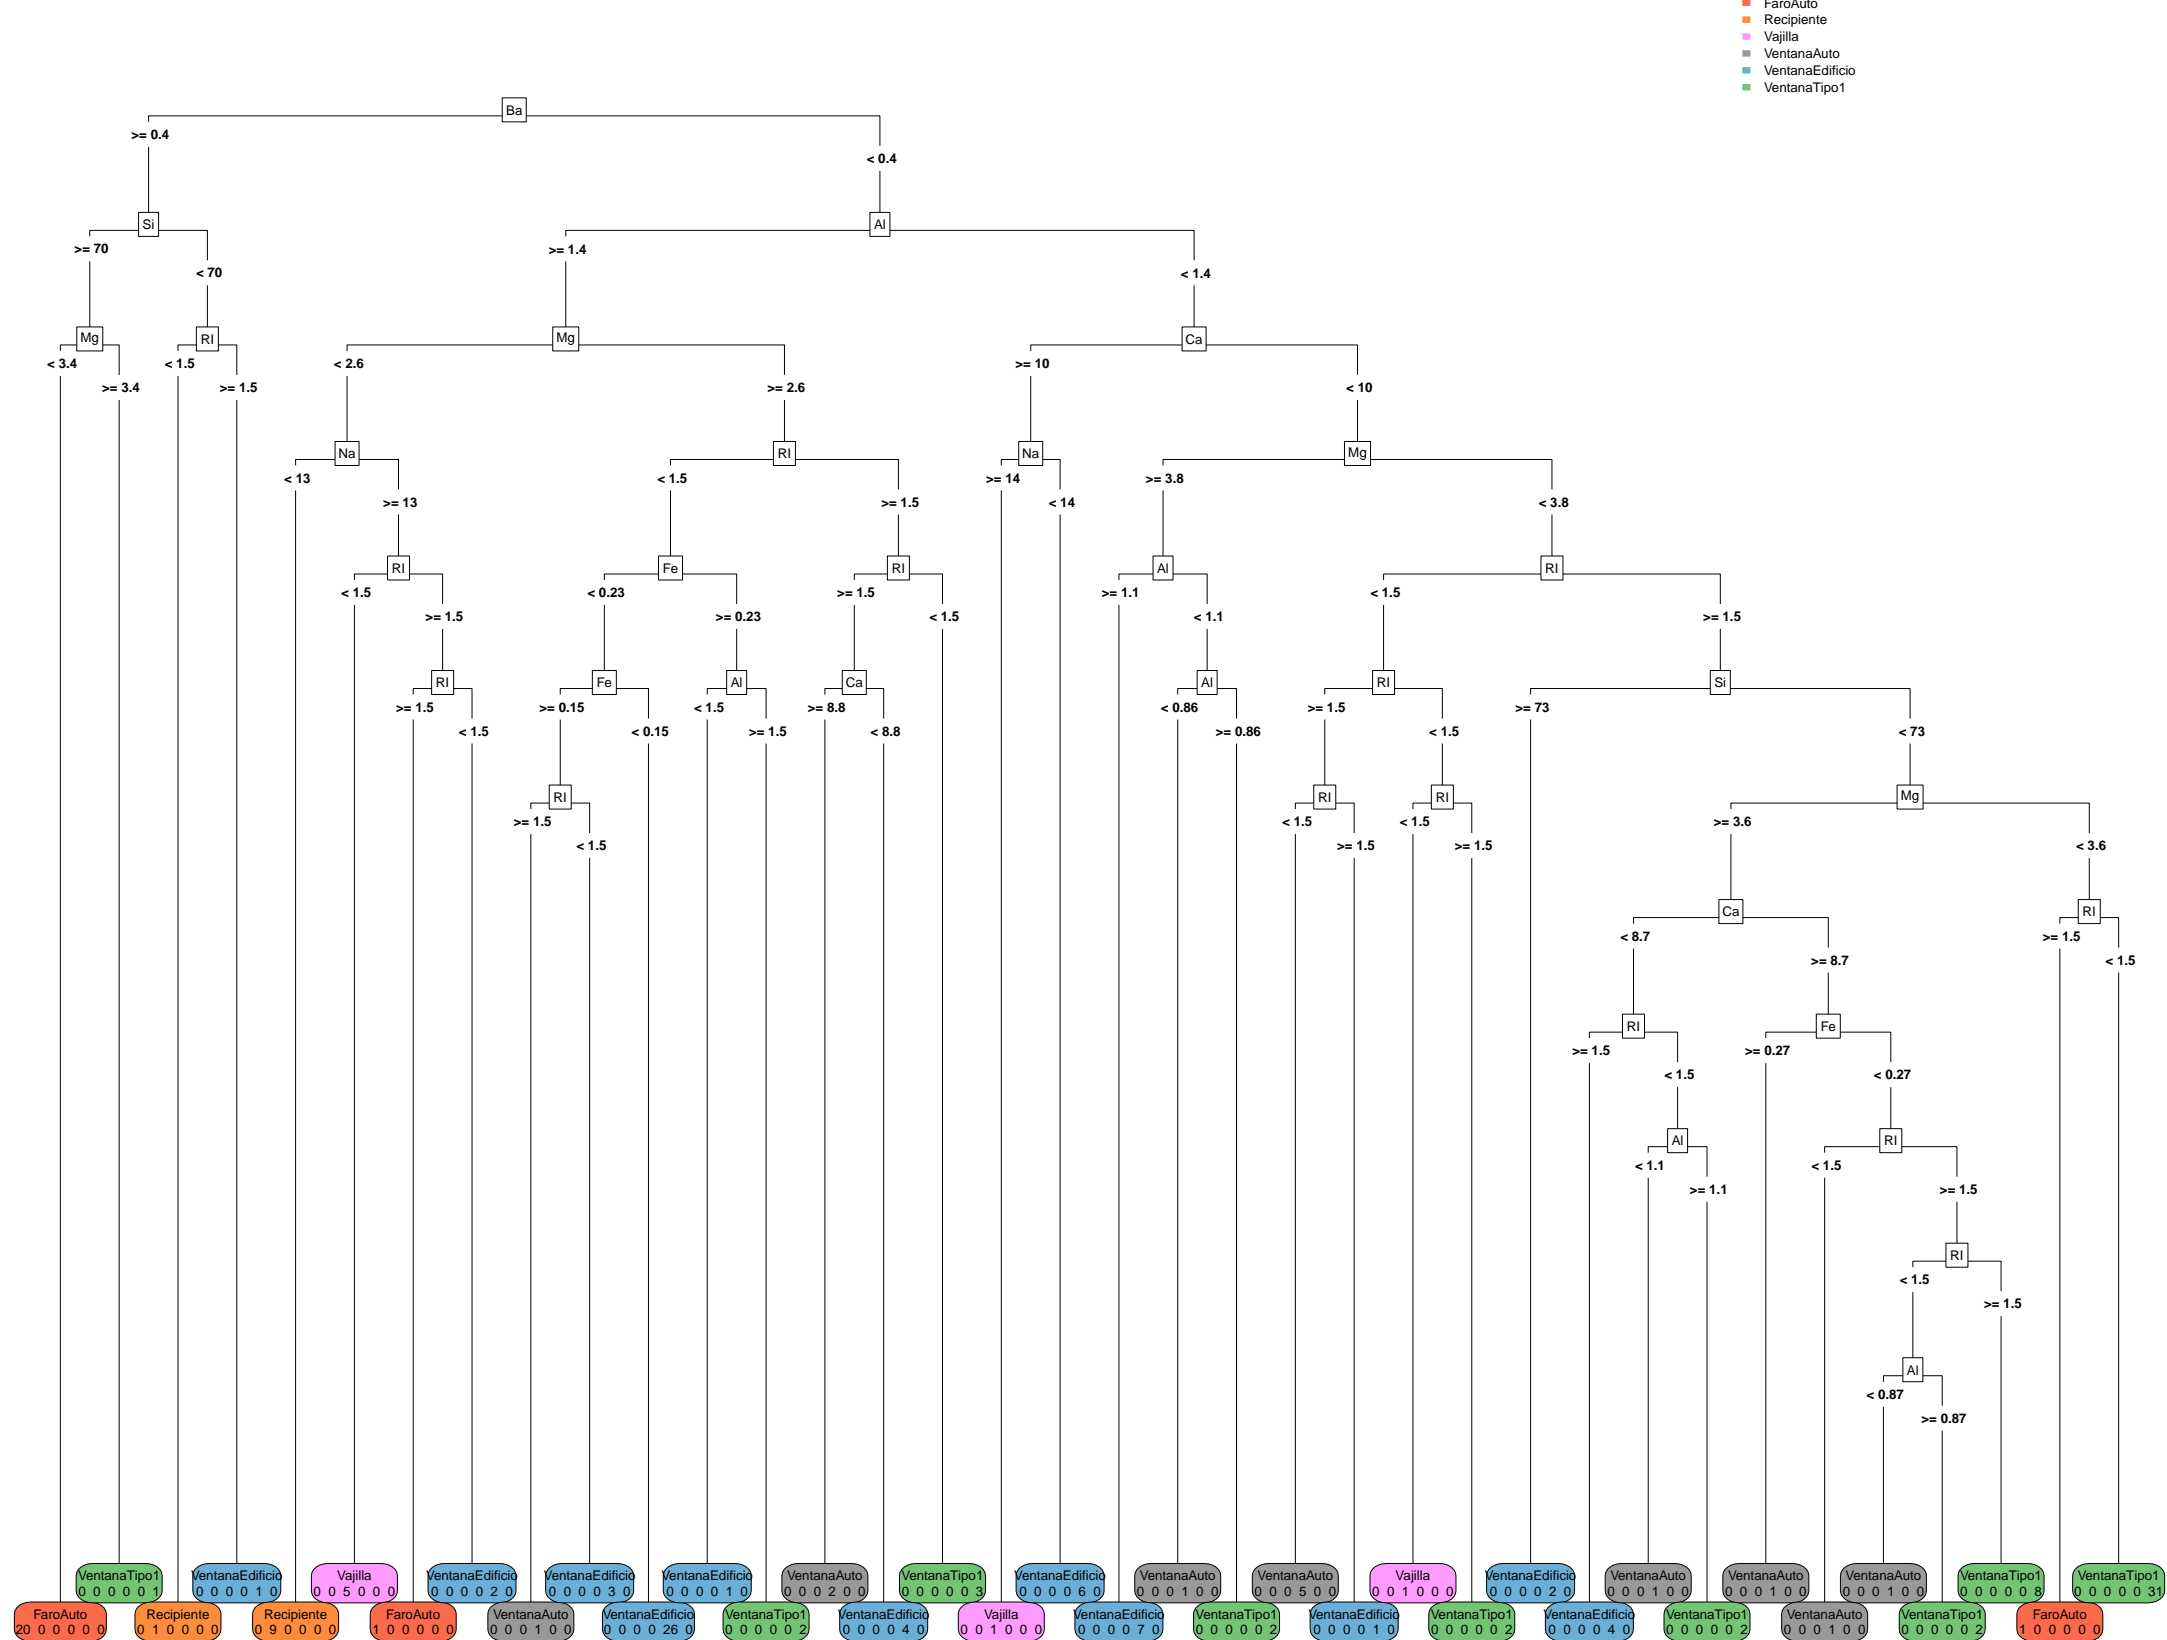 FaroAuto
Recipiente
Vajilla
VentanaAuto
VentanaEdificio
VentanaTipo1
Ba
>= 0.4
< 0.4
Si
Al
>= 70
< 70
>= 1.4
< 1.4
Mg
RI
Mg
Ca
< 3.4
>= 3.4
< 1.5
>= 1.5
< 2.6
>= 2.6
>= 10
< 10
Na
RI
Na
Mg
< 13
>= 13
< 1.5
>= 1.5
>= 14
< 14
>= 3.8
< 3.8
RI
Fe
RI
Al
RI
< 1.5
>= 1.5
< 0.23
>= 0.23
>= 1.5
< 1.5
>= 1.1
< 1.1
< 1.5
>= 1.5
RI
Fe
Al
Ca
Al
RI
Si
>= 1.5
< 1.5
>= 0.15
< 0.15
< 1.5
>= 1.5
>= 8.8
< 8.8
< 0.86
>= 0.86
>= 1.5
< 1.5
>= 73
< 73
RI
RI
RI
Mg
>= 1.5
< 1.5
< 1.5
>= 1.5
< 1.5
>= 1.5
>= 3.6
< 3.6
Ca
RI
< 8.7
>= 8.7
>= 1.5
< 1.5
RI
Fe
>= 1.5
< 1.5
>= 0.27
< 0.27
Al
RI
< 1.1
>= 1.1
< 1.5
>= 1.5
RI
< 1.5
>= 1.5
Al
< 0.87
>= 0.87
FaroAuto
20 0 0 0 0 0
VentanaTipo1
0 0 0 0 0 1
Recipiente
0 1 0 0 0 0
VentanaEdificio
0 0 0 0 1 0
Recipiente
0 9 0 0 0 0
Vajilla
0 0 5 0 0 0
FaroAuto
1 0 0 0 0 0
VentanaEdificio
0 0 0 0 2 0
VentanaAuto
0 0 0 1 0 0
VentanaEdificio
0 0 0 0 3 0
VentanaEdificio
0 0 0 0 26 0
VentanaEdificio
0 0 0 0 1 0
VentanaTipo1
0 0 0 0 0 2
VentanaAuto
0 0 0 2 0 0
VentanaEdificio
0 0 0 0 4 0
VentanaTipo1
0 0 0 0 0 3
Vajilla
0 0 1 0 0 0
VentanaEdificio
0 0 0 0 6 0
VentanaEdificio
0 0 0 0 7 0
VentanaAuto
0 0 0 1 0 0
VentanaTipo1
0 0 0 0 0 2
VentanaAuto
0 0 0 5 0 0
VentanaEdificio
0 0 0 0 1 0
Vajilla
0 0 1 0 0 0
VentanaTipo1
0 0 0 0 0 2
VentanaEdificio
0 0 0 0 2 0
VentanaEdificio
0 0 0 0 4 0
VentanaAuto
0 0 0 1 0 0
VentanaTipo1
0 0 0 0 0 2
VentanaAuto
0 0 0 1 0 0
VentanaAuto
0 0 0 1 0 0
VentanaAuto
0 0 0 1 0 0
VentanaTipo1
0 0 0 0 0 2
VentanaTipo1
0 0 0 0 0 8
FaroAuto
1 0 0 0 0 0
VentanaTipo1
0 0 0 0 0 31